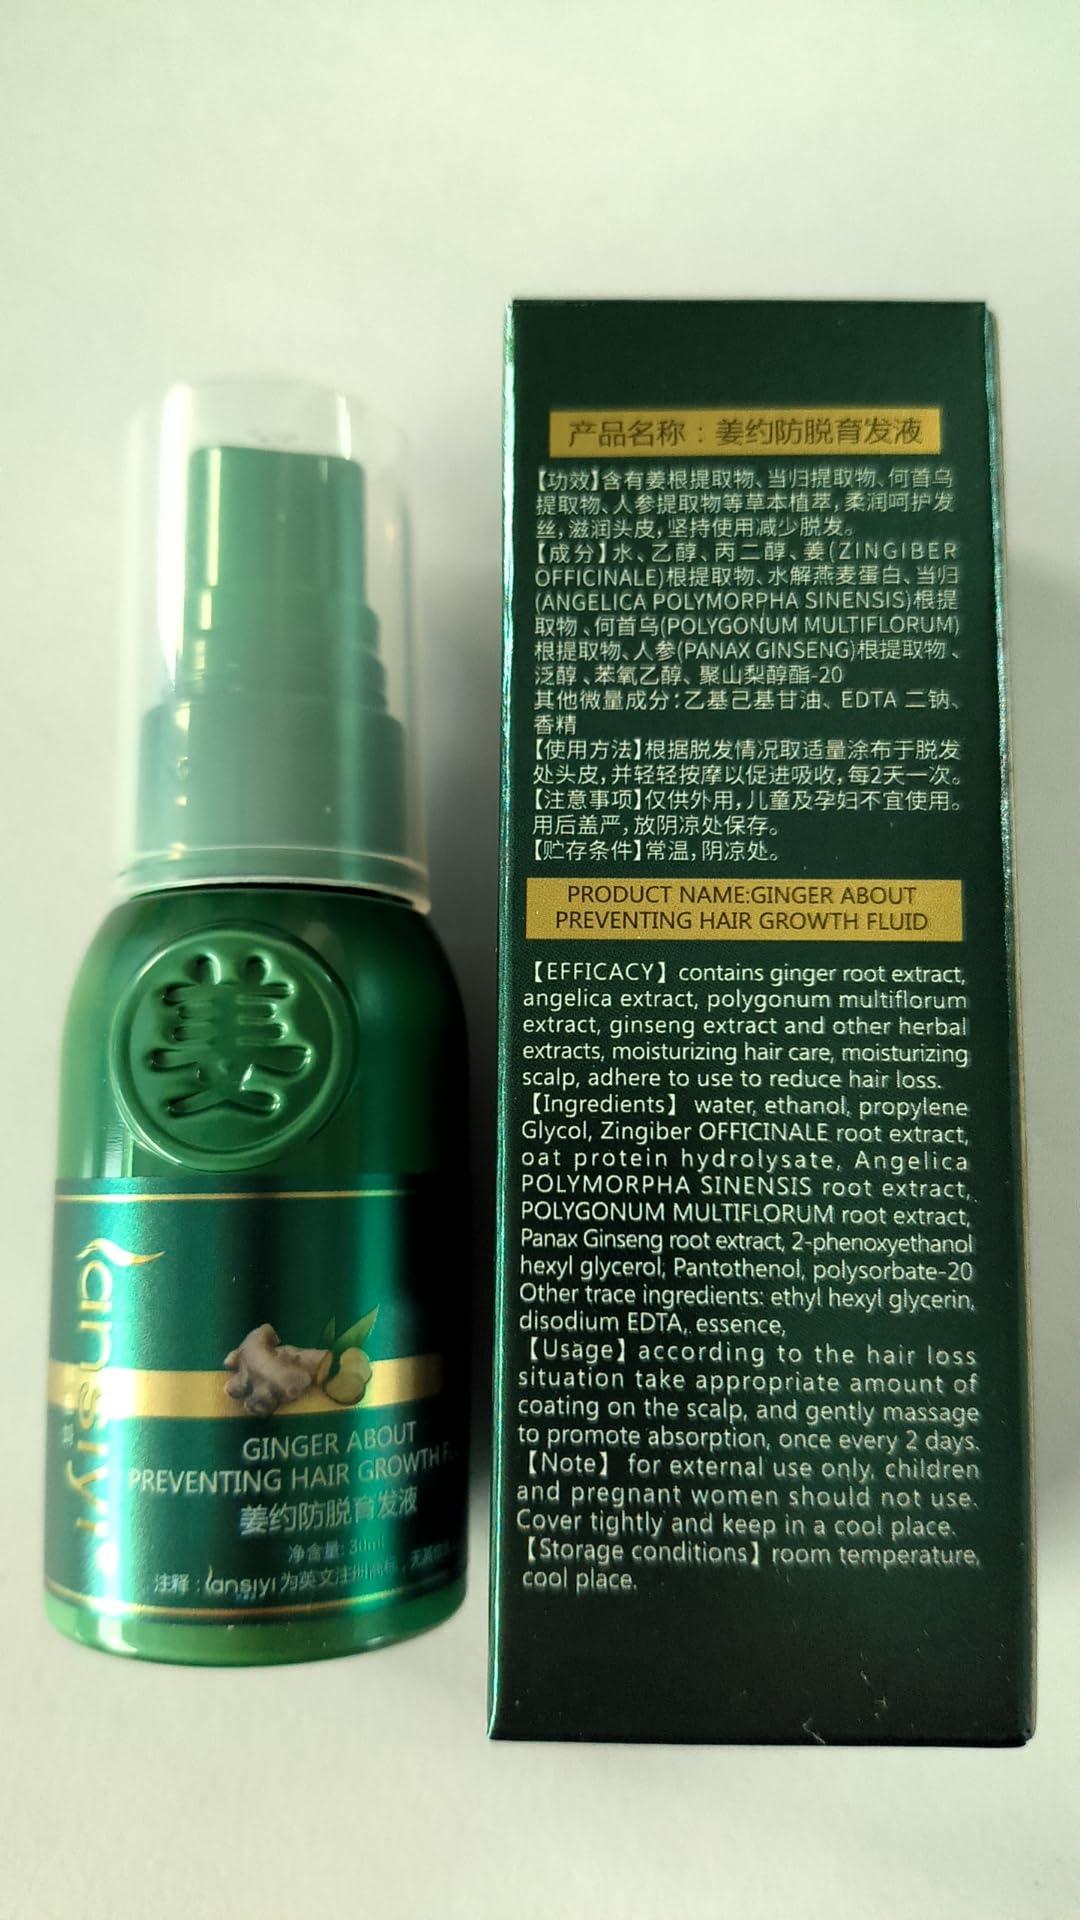 姜
lansiyi
GINGER ABOUT
PREVENTING HAIR GROWTH
姜约防脱育发液
净含量: 30ml
注释：lansiyi 为英文注册商标，
产品名称：姜约防脱育发液
【功效】含有姜根提取物、当归提取物、何首乌
提取物、人参提取物等草本植萃，柔润呵护发
丝，滋润头皮，坚持使用减少脱发。
【成分】水、乙醇、丙二醇、姜(ZINGIBER
OFFICINALE)根提取物、水解燕麦蛋白、当归
(ANGELICA POLYMORPHA SINENSIS)根提
取物、何首乌(POLYGONUM MULTIFLORUM)
根提取物、人参(PANAX GINSENG)根提取物、
泛醇、苯氧乙醇、聚山梨醇酯-20
其他微量成分：乙基己基甘油、EDTA 二钠、
香精
【使用方法】根据脱发情况取适量涂布于脱发
处头皮，并轻轻按摩以促进吸收，每2天一次。
【注意事项】仅供外用，儿童及孕妇不宜使用。
用后盖严，放阴凉处保存。
【贮存条件】常温，阴凉处。
PRODUCT NAME:GINGER ABOUT
PREVENTING HAIR GROWTH FLUID
【EFFICACY】contains ginger root extract,
angelica extract, polygonum multiflorum
extract, ginseng extract and other herbal
extracts, moisturizing hair care, moisturizing
scalp, adhere to use to reduce hair loss.
【Ingredients】 water, ethanol, propylene
Glycol, Zingiber OFFICINALE root extract,
oat protein hydrolysate, Angelica
POLYMORPHA SINENSIS root extract,
POLYGONUM MULTIFLORUM root extract,
Panax Ginseng root extract, 2-phenoxyethanol
hexyl glycerol, Pantothenol, polysorbate-20
Other trace ingredients: ethyl hexyl glycerin,
disodium EDTA, essence,
【Usage】according to the hair loss
situation take appropriate amount of
coating on the scalp, and gently massage
to promote absorption, once every 2 days.
【Note】 for external use only, children
and pregnant women should not use.
Cover tightly and keep in a cool place.
【Storage conditions】room temperature,
cool place.